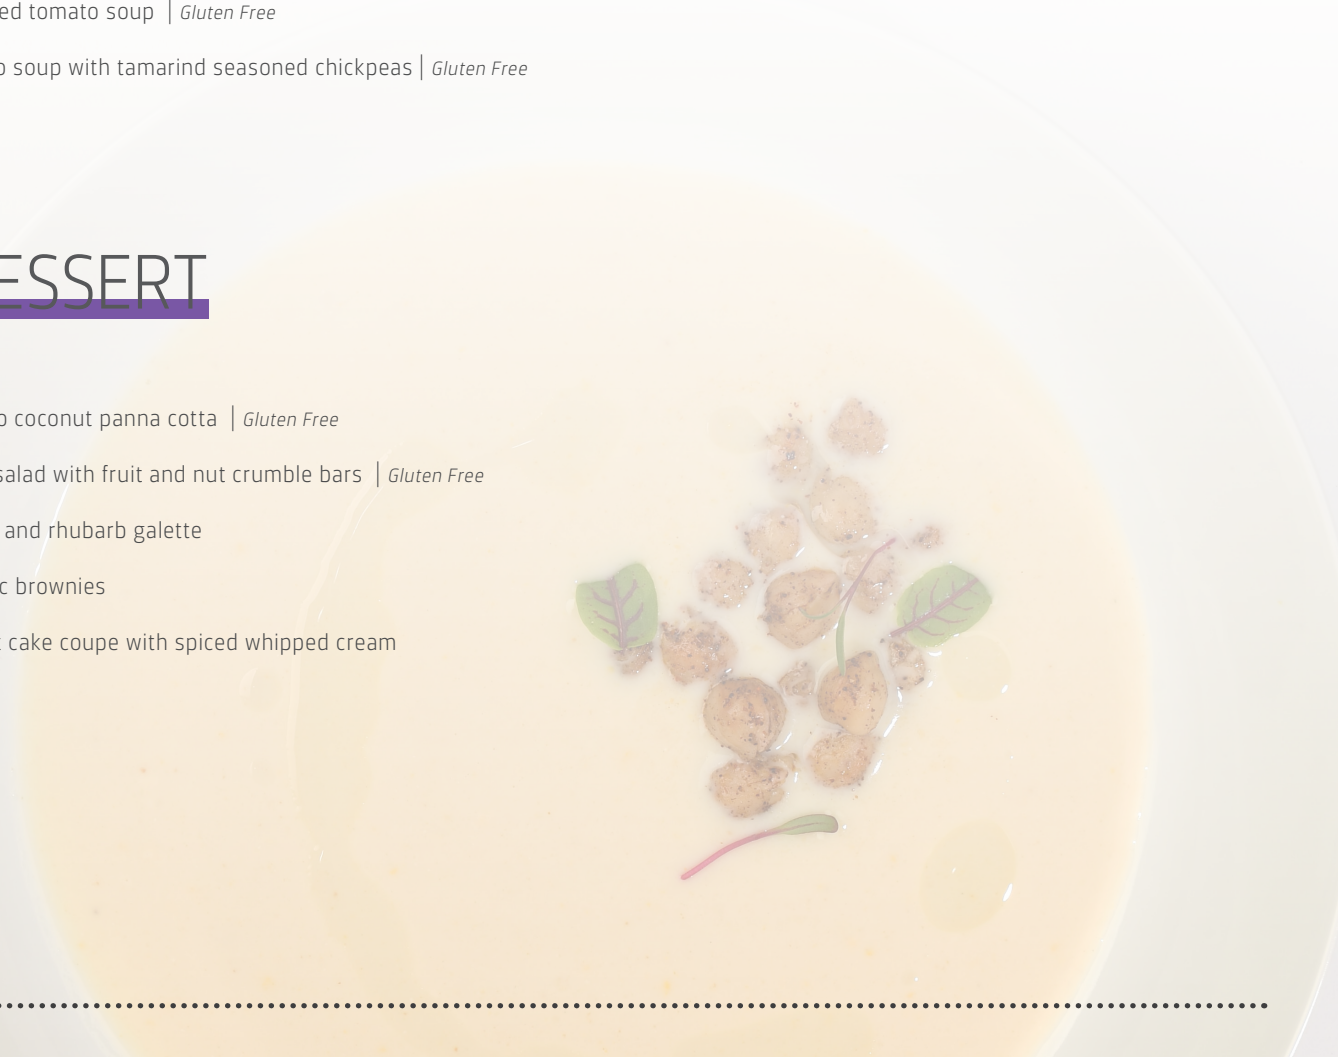 ed tomato soup | Gluten Free
o soup with tamarind seasoned chickpeas | Gluten Free
ESSERT
o coconut panna cotta | Gluten Free
salad with fruit and nut crumble bars | Gluten Free
and rhubarb galette
c brownies
cake coupe with spiced whipped cream